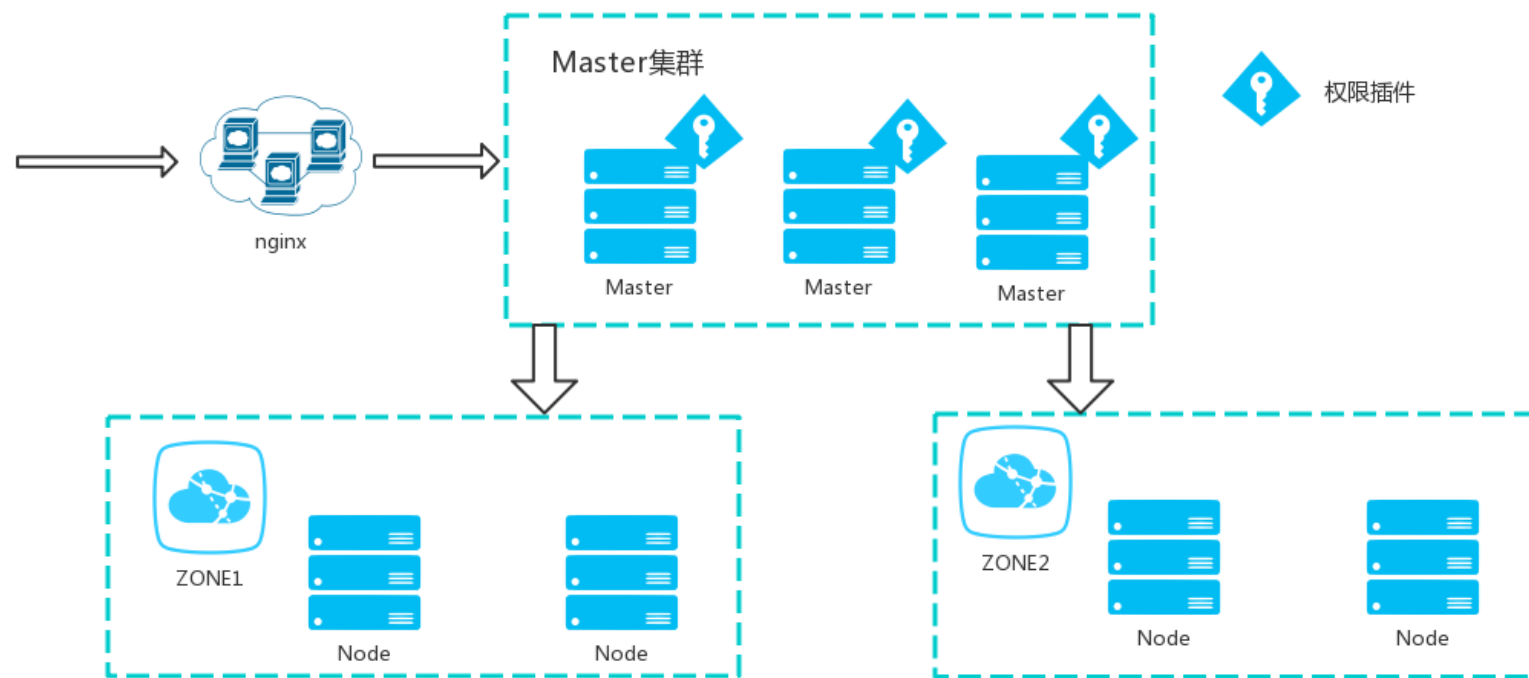 Master集群
权限插件
nginx
Master
Master
Master
ZONE1
Node
Node
ZONE2
Node
Node